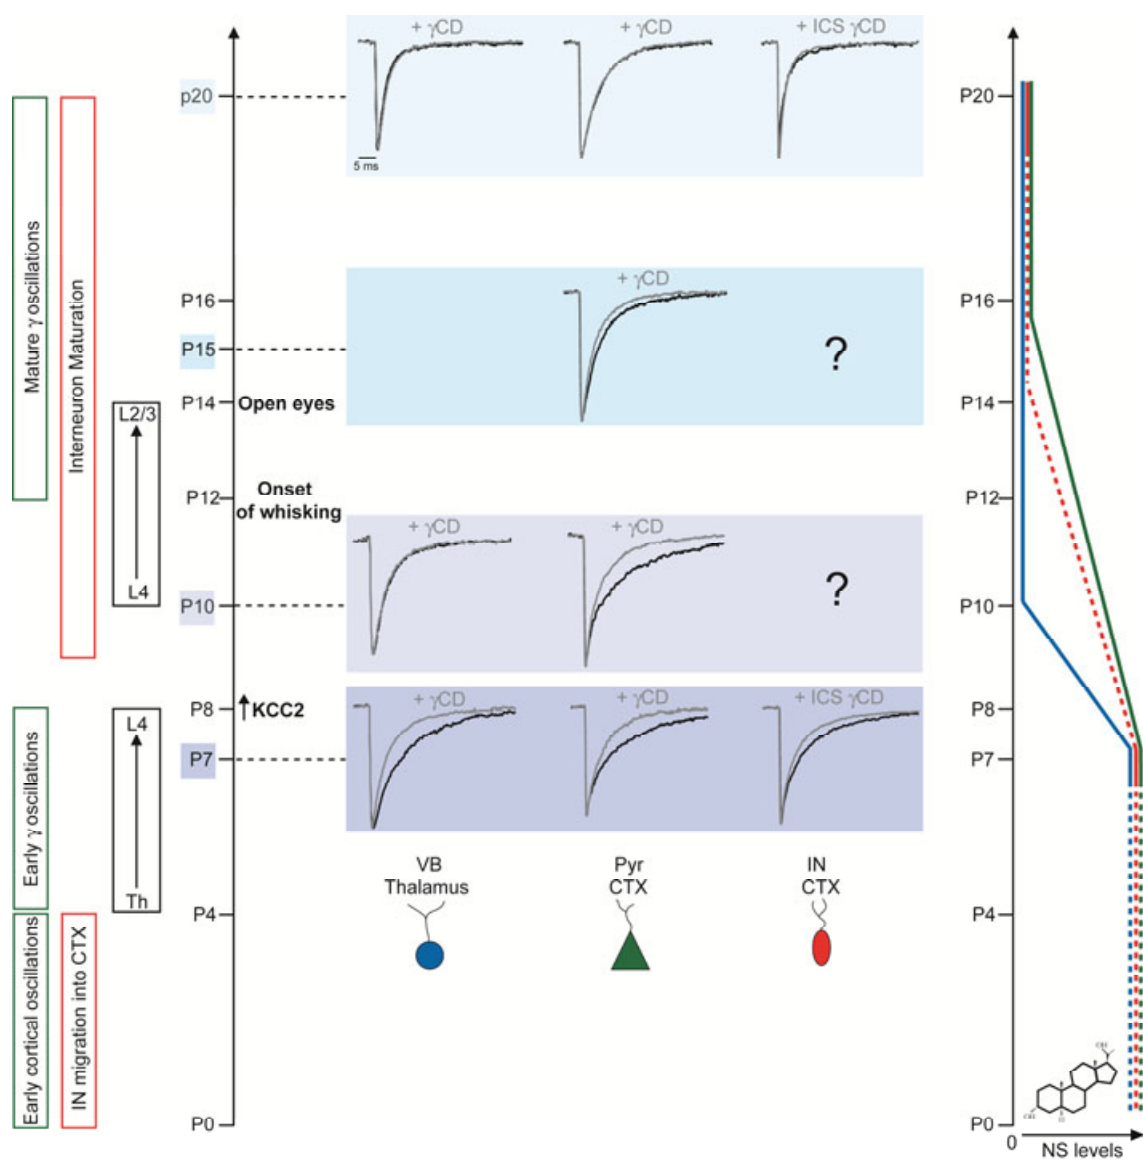 + γCD
+ γCD
+ ICS γCD
5 ms
p20
P16
P15
P14
P12
P10
P8
P7
P4
P0
Open eyes
Onset
of whisking
KCC2
+ γCD
?
+ γCD
+ γCD
?
+ γCD
+ γCD
+ ICS γCD
VB
Thalamus
Pyr
CTX
IN
CTX
Mature γ oscillations
Interneuron Maturation
L2/3
L4
Early γ oscillations
L4
Th
Early cortical oscillations
IN migration into CTX
P20
P16
P14
P12
P10
P8
P7
P4
P0
0
NS levels
OH
OH